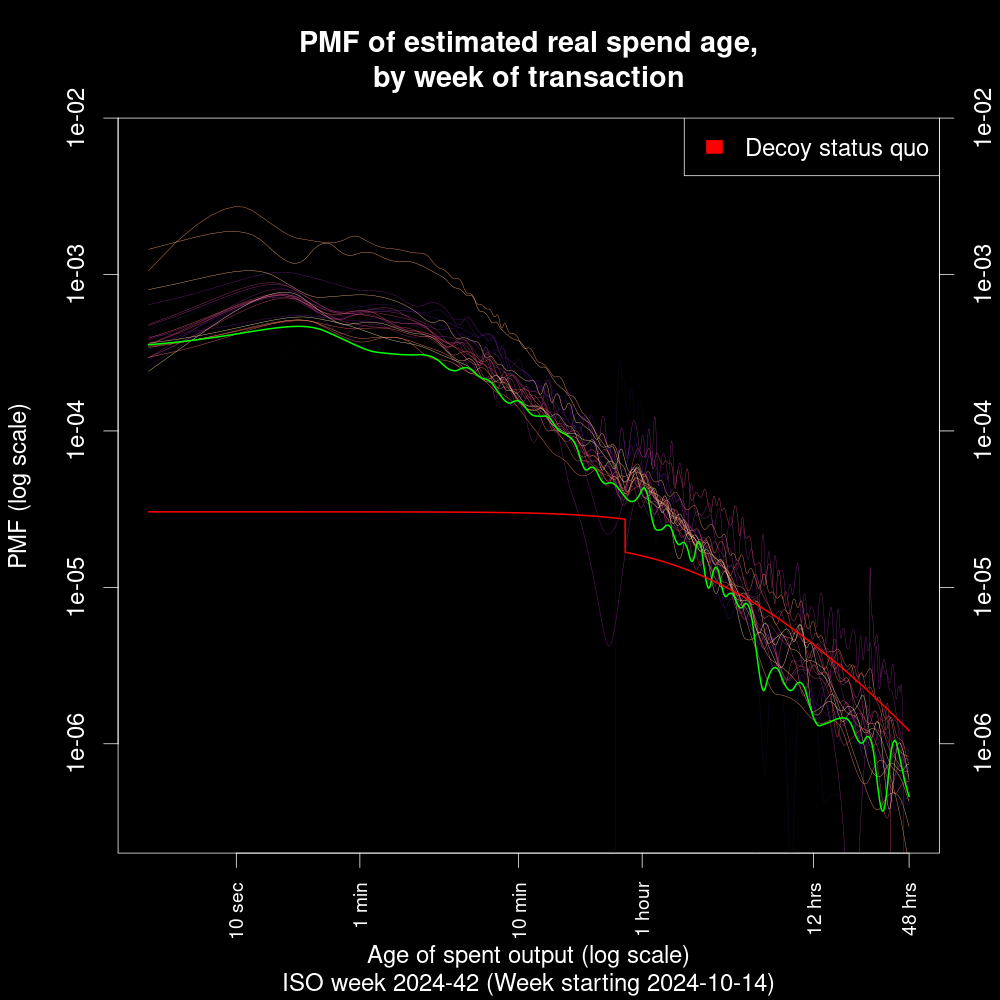 PMF of estimated real spend age,
by week of transaction
Decoy status quo
PMF (log scale)
1e-02
1e-03
1e-04
1e-05
1e-06
1e-02
1e-03
1e-04
1e-05
1e-06
10 sec
1 min
10 min
1 hour
12 hrs
48 hrs
Age of spent output (log scale)
ISO week 2024-42 (Week starting 2024-10-14)